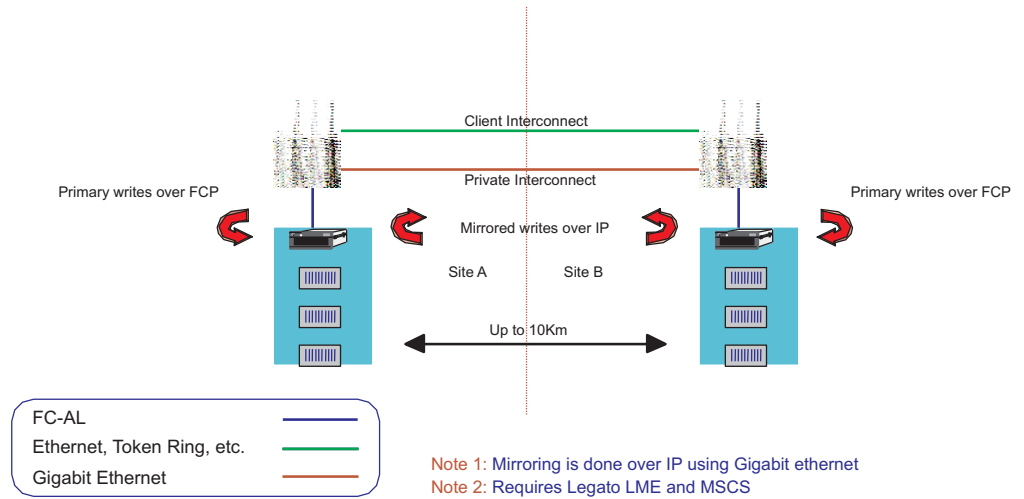 Client Interconnect
Private Interconnect
Primary writes over FCP
Primary writes over FCP
Mirrored writes over IP
Site A
Site B
Up to 10Km
FC-AL
Ethernet, Token Ring, etc.
Gigabit Ethernet
Note 1: Mirroring is done over IP using Gigabit ethernet
Note 2: Requires Legato LME and MSCS